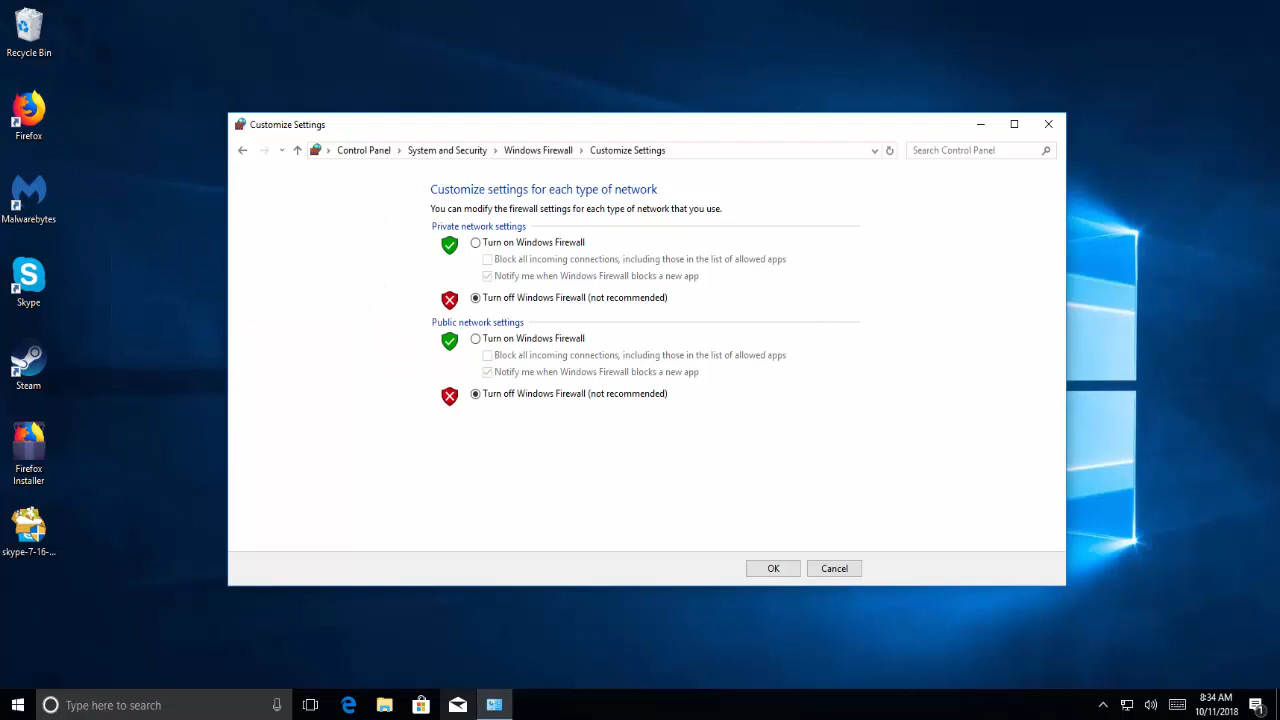 Recycle Bin
Firefox
Malwarebytes
Skype
Steam
Firefox
Installer
skype-7-16-...
Customize Settings
Control Panel
System and Security
Windows Firewall
Customize Settings
Search Control Panel
Customize settings for each type of network
You can modify the firewall settings for each type of network that you use.
Private network settings
Turn on Windows Firewall
Block all incoming connections, including those in the list of allowed apps
Notify me when Windows Firewall blocks a new app
Turn off Windows Firewall (not recommended)
Public network settings
Turn on Windows Firewall
Block all incoming connections, including those in the list of allowed apps
Notify me when Windows Firewall blocks a new app
Turn off Windows Firewall (not recommended)
OK
Cancel
Type here to search
8:34 AM
10/11/2018
1